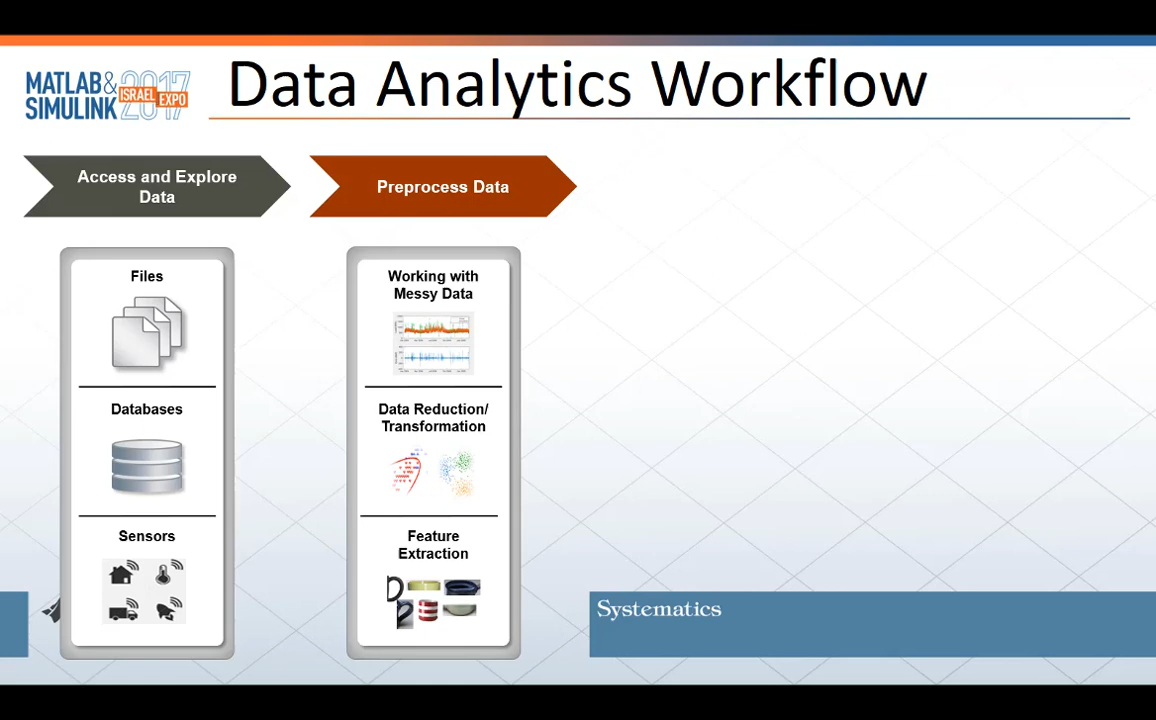 MATLAB&
SIMULINK
2017
ISRAEL
EXPO
Data Analytics Workflow
Access and Explore
Data
Preprocess Data
Files
Databases
Sensors
Working with
Messy Data
Data Reduction/
Transformation
Feature
Extraction
Systematics